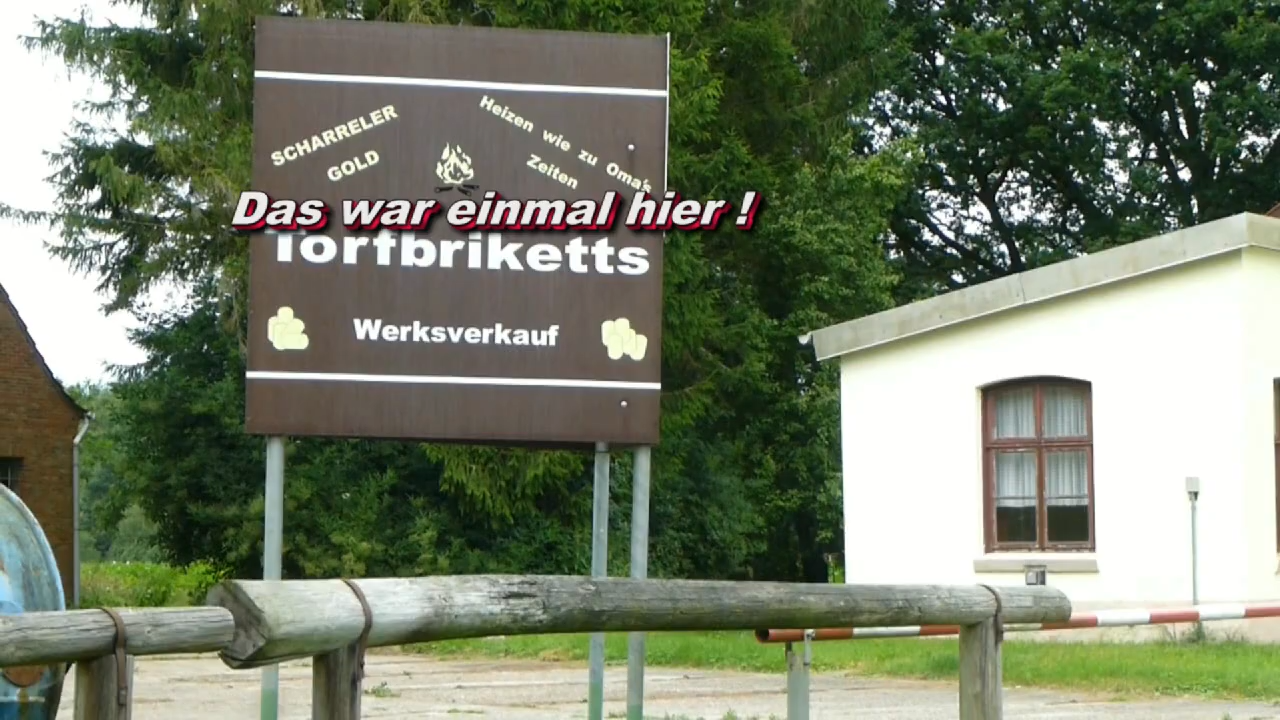 SCHARRELER
GOLD
Heizen wie zu Oma's
Zeiten
Das war einmal hier !
Torfbriketts
Werksverkauf